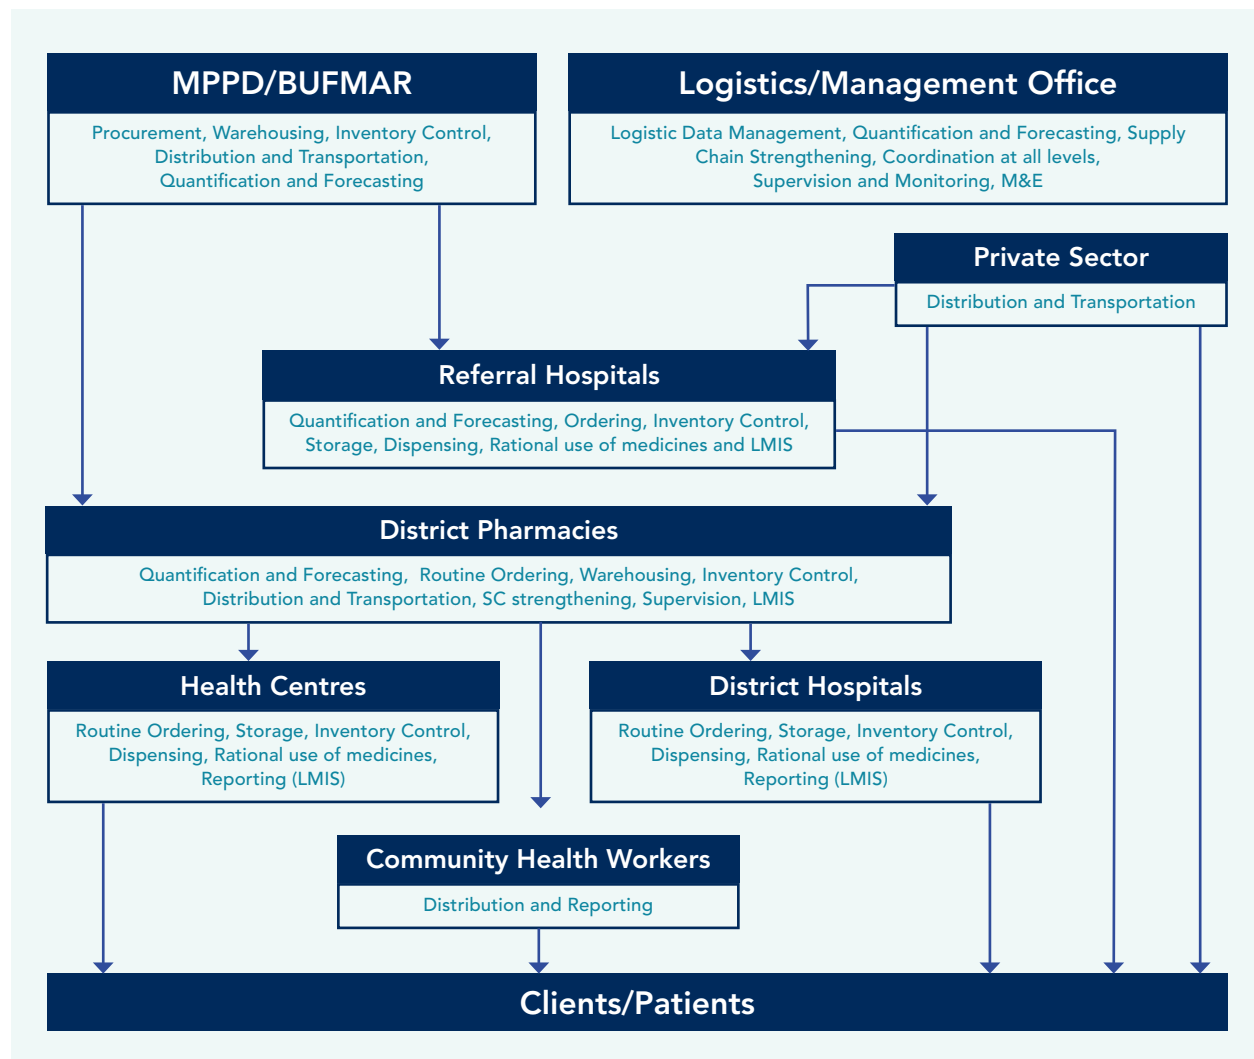 MPPD/BUFMAR
Procurement, Warehousing, Inventory Control,
Distribution and Transportation,
Quantification and Forecasting
Logistics/Management Office
Logistic Data Management, Quantification and Forecasting, Supply
Chain Strengthening, Coordination at all levels,
Supervision and Monitoring, M&E
Private Sector
Distribution and Transportation
Referral Hospitals
Quantification and Forecasting, Ordering, Inventory Control,
Storage, Dispensing, Rational use of medicines and LMIS
District Pharmacies
Quantification and Forecasting, Routine Ordering, Warehousing, Inventory Control,
Distribution and Transportation, SC strengthening, Supervision, LMIS
Health Centres
Routine Ordering, Storage, Inventory Control,
Dispensing, Rational use of medicines,
Reporting (LMIS)
District Hospitals
Routine Ordering, Storage, Inventory Control,
Dispensing, Rational use of medicines,
Reporting (LMIS)
Community Health Workers
Distribution and Reporting
Clients/Patients